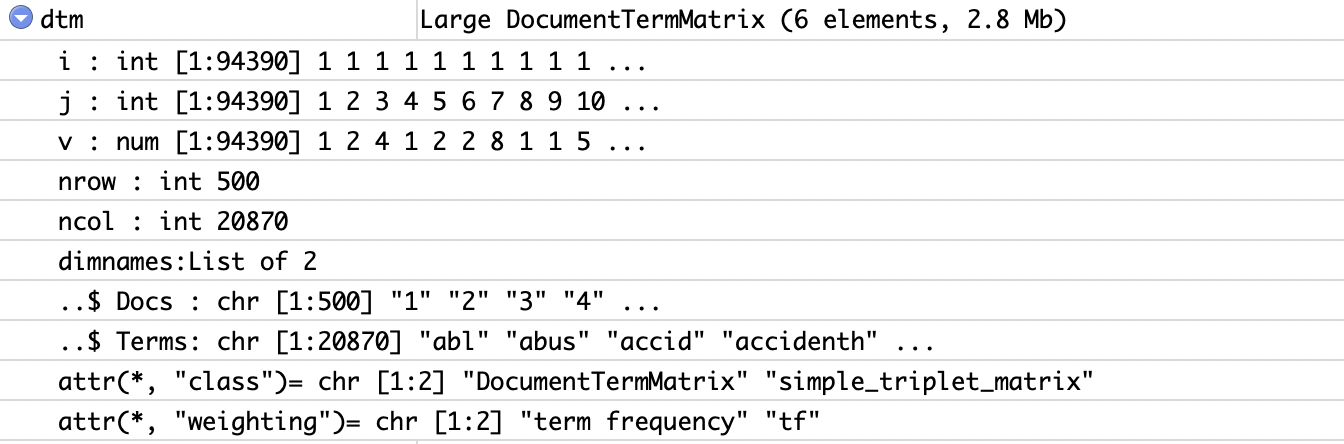 dtm Large DocumentTermMatrix (6 elements, 2.8 Mb)
i : int [1:94390] 1 1 1 1 1 1 1 1 1 1 ...
j : int [1:94390] 1 2 3 4 5 6 7 8 9 10 ...
v : num [1:94390] 1 2 4 1 2 2 8 1 1 5 ...
nrow : int 500
ncol : int 20870
dimnames:List of 2
..$ Docs : chr [1:500] "1" "2" "3" "4" ...
..$ Terms: chr [1:20870] "abl" "abus" "accid" "accidenth" ...
attr(*, "class")= chr [1:2] "DocumentTermMatrix" "simple_triplet_matrix"
attr(*, "weighting")= chr [1:2] "term frequency" "tf"